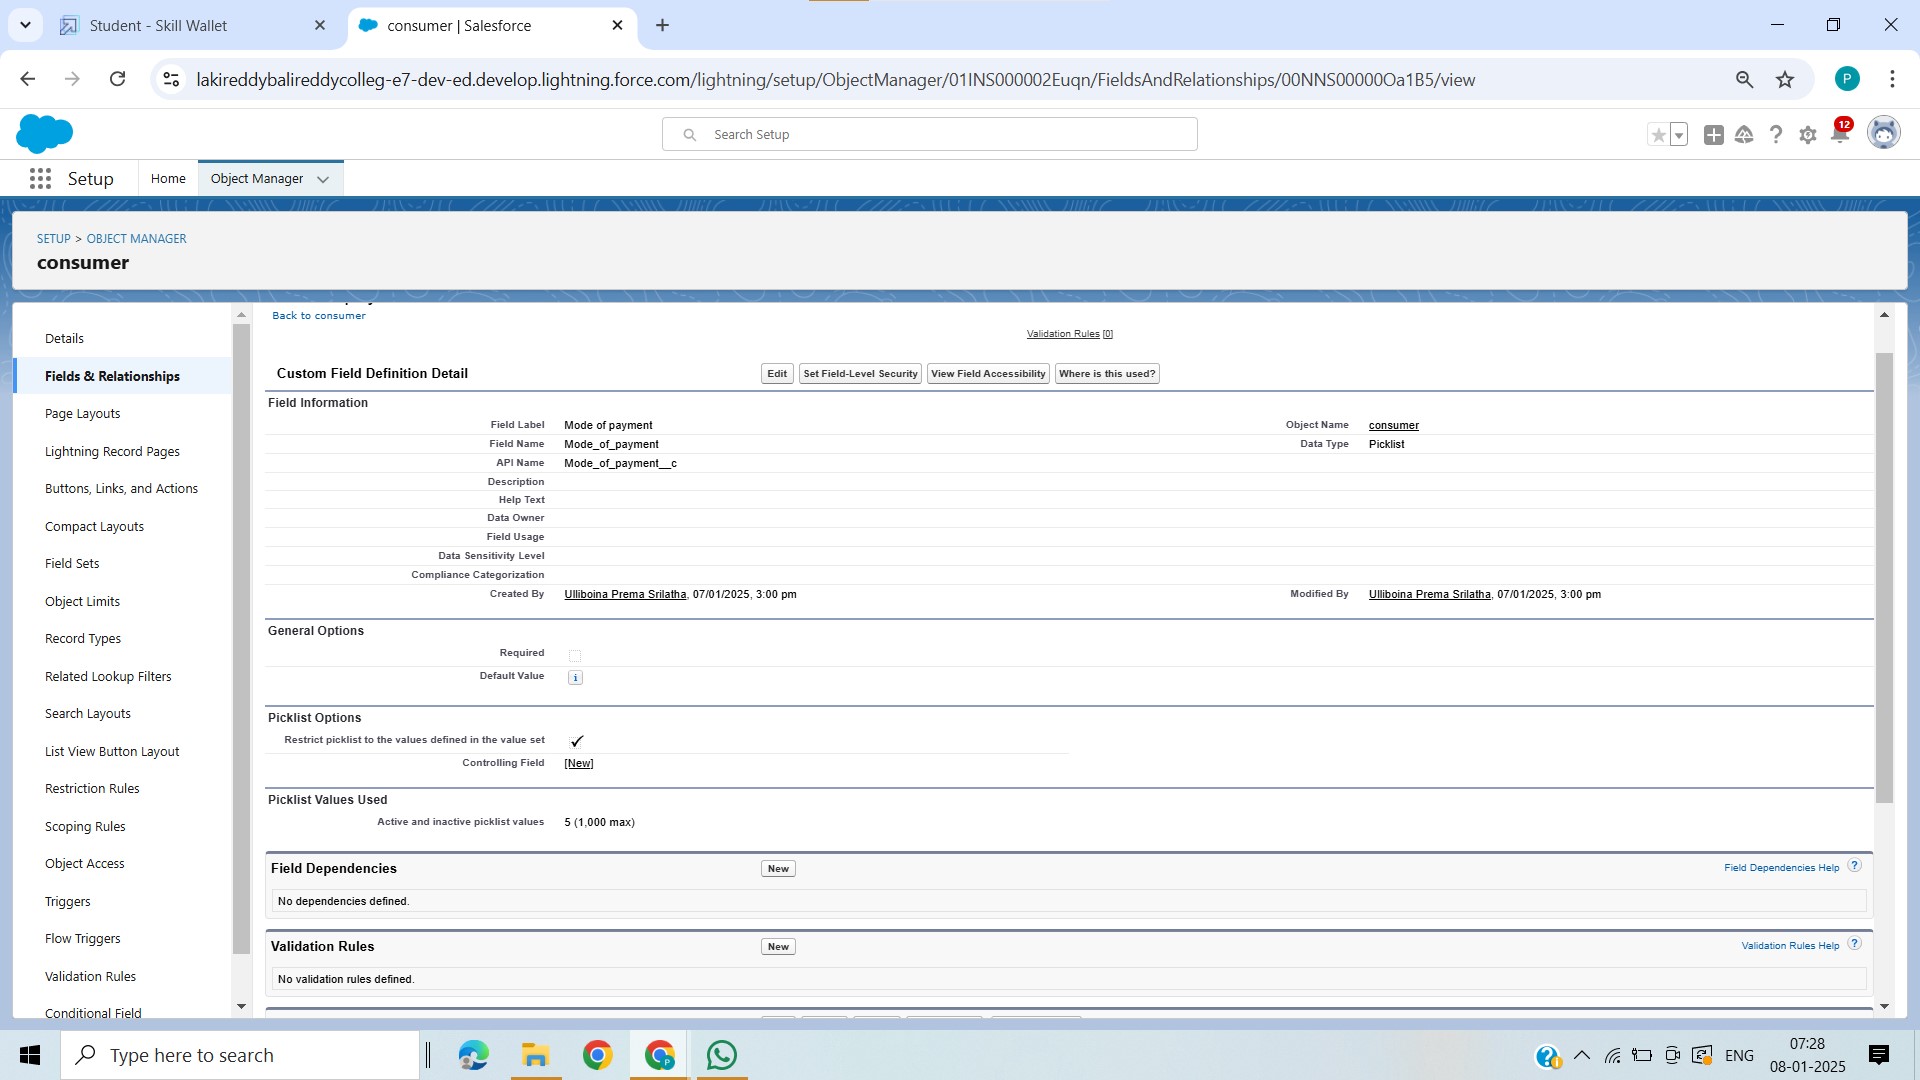 Student - Skill Wallet
consumer | Salesforce
lakireddybalireddycolleg-e7-dev-ed.develop.lightning.force.com/lightning/setup/ObjectManager/01INS000002Euqn/FieldsAndRelationships/00NNS00000Oa1B5/view
P
Search Setup
12
Setup
Home
Object Manager
SETUP > OBJECT MANAGER
consumer
Details
Fields & Relationships
Page Layouts
Lightning Record Pages
Buttons, Links, and Actions
Compact Layouts
Field Sets
Object Limits
Record Types
Related Lookup Filters
Search Layouts
List View Button Layout
Restriction Rules
Scoping Rules
Object Access
Triggers
Flow Triggers
Validation Rules
Conditional Field
Back to consumer
Validation Rules [0]
Custom Field Definition Detail
Edit Set Field-Level Security View Field Accessibility Where is this used?
Field Information
Field Label Mode of payment Object Name consumer
Field Name Mode_of_payment Data Type Picklist
API Name Mode_of_payment__c
Description
Help Text
Data Owner
Field Usage
Data Sensitivity Level
Compliance Categorization
Created By Ulliboina Prema Srilatha, 07/01/2025, 3:00 pm Modified By Ulliboina Prema Srilatha, 07/01/2025, 3:00 pm
General Options
Required
Default Value i
Picklist Options
Restrict picklist to the values defined in the value set
Controlling Field [New]
Picklist Values Used
Active and inactive picklist values 5 (1,000 max)
Field Dependencies New Field Dependencies Help ?
No dependencies defined.
Validation Rules New Validation Rules Help ?
No validation rules defined.
Type here to search
ENG
07:28
08-01-2025